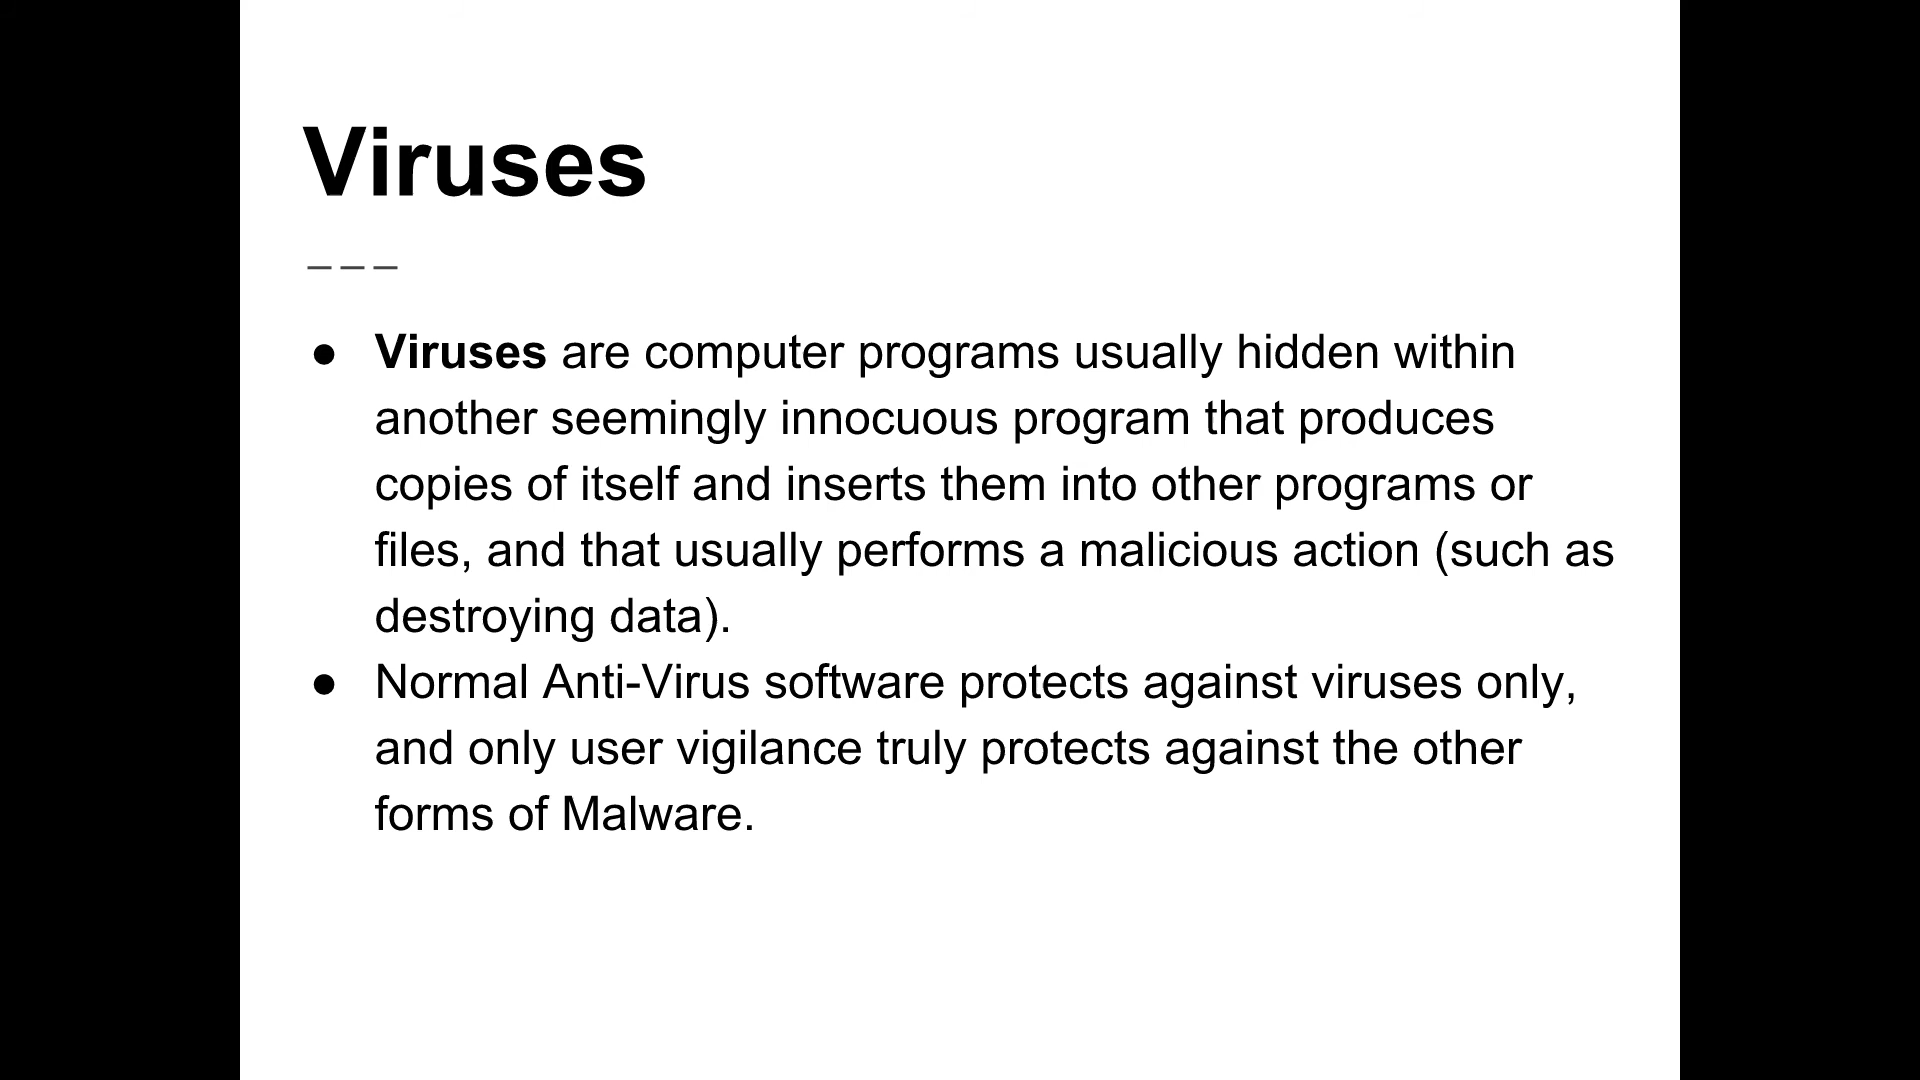 Viruses
___
● Viruses are computer programs usually hidden within
another seemingly innocuous program that produces
copies of itself and inserts them into other programs or
files, and that usually performs a malicious action (such as
destroying data).
● Normal Anti-Virus software protects against viruses only,
and only user vigilance truly protects against the other
forms of Malware.